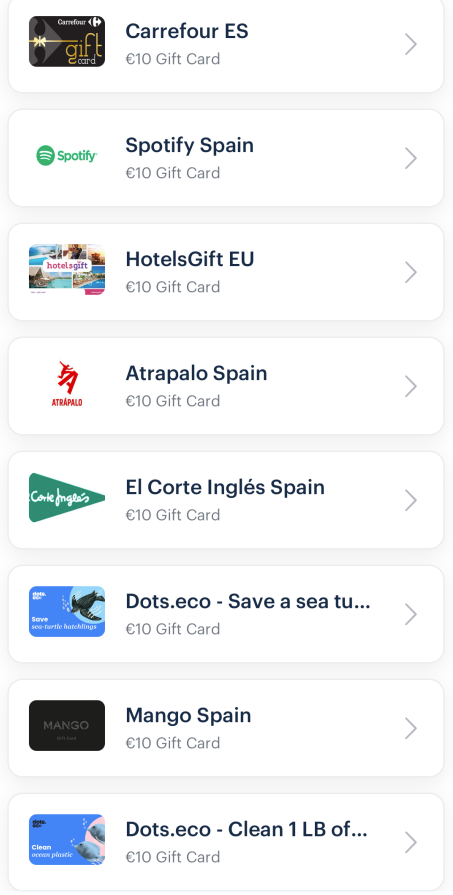 Carrefour
gift
card
Carrefour ES
€10 Gift Card
Spotify
Spotify Spain
€10 Gift Card
hotelsgift
HotelsGift EU
€10 Gift Card
ATRÁPALO
Atrapalo Spain
€10 Gift Card
El Corte Inglés
El Corte Inglés Spain
€10 Gift Card
dots.
eco
Save
sea-turtle hatchlings
Dots.eco - Save a sea tu...
€10 Gift Card
MANGO
Gift Card
Mango Spain
€10 Gift Card
dots.
eco
Clean
ocean plastic
Dots.eco - Clean 1 LB of...
€10 Gift Card